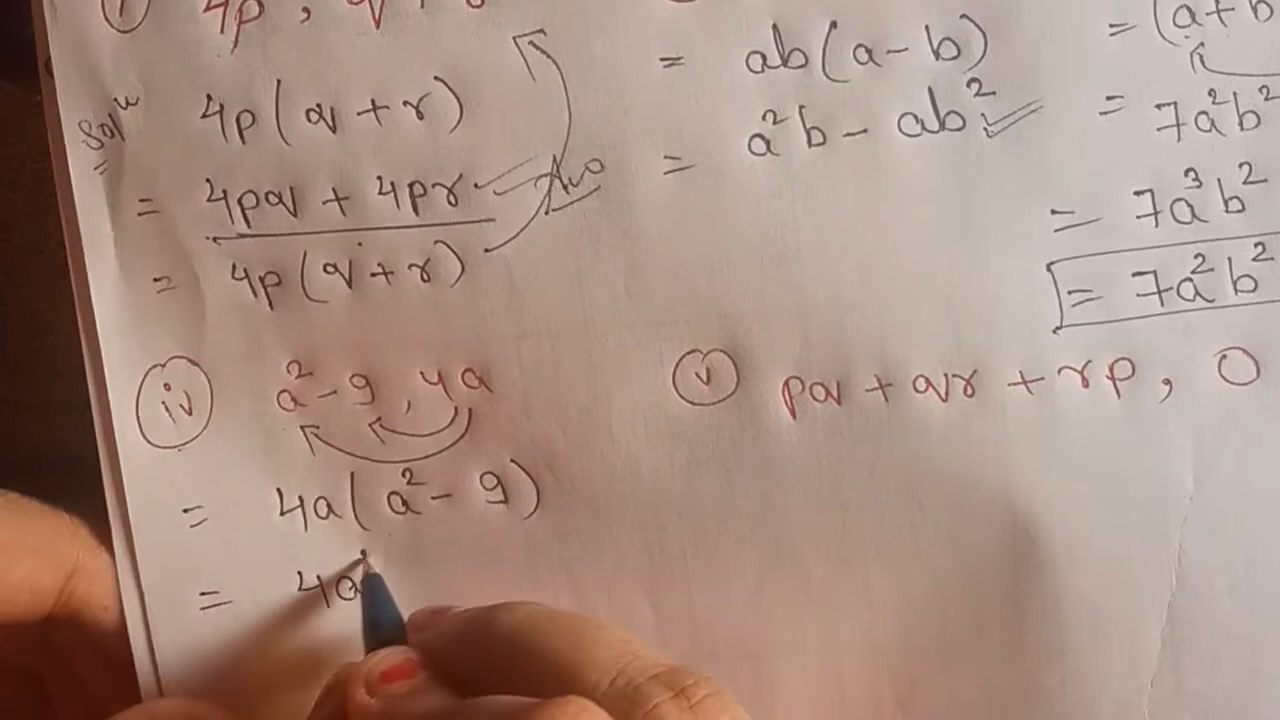 4p ,
Solⁿ 4p(q+r)
= 4pq + 4pr Ans
= 4p(q+r)
= ab(a-b)
= a²b - ab²
= (a+b
= 7a²b²
= 7a³b²
= 7a²b²
(iv) a²-9 , 4a
= 4a(a²-9)
= 4a
(v) pq + qr + rp, 0